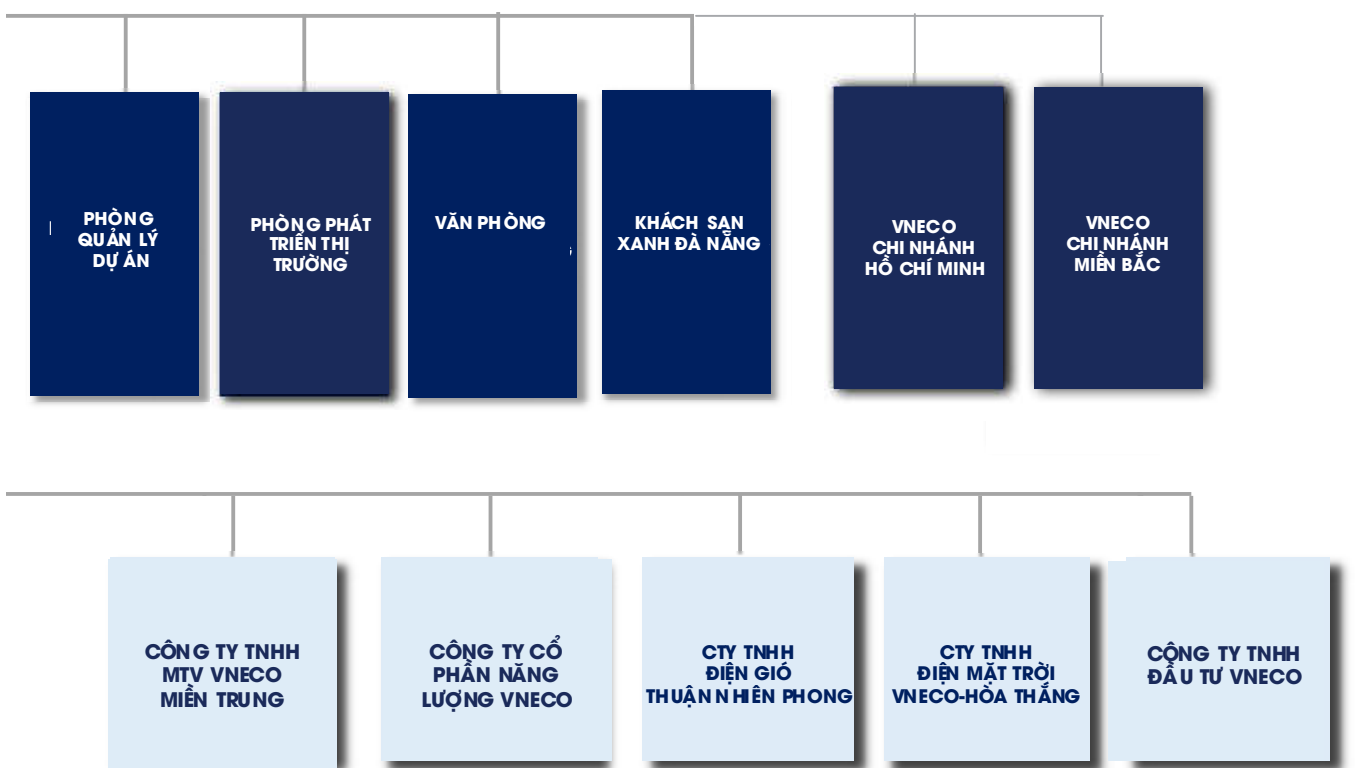 PHÒNG
QUẢN LÝ
DỰ ÁN
PHÒNG PHÁT
TRIỂN THỊ
TRƯỜNG
VĂN PHÒNG
KHÁCH SẠN
XANH ĐÀ NẴNG
VNECO
CHI NHÁNH
HỒ CHÍ MINH
VNECO
CHI NHÁNH
MIỀN BẮC
CÔNG TY TNHH
MTV VNECO
MIỀN TRUNG
CÔNG TY CỔ
PHẦN NĂNG
LƯỢNG VNECO
CTY TNHH
ĐIỆN GIÓ
THUẬN NHIÊN PHONG
CTY TNHH
ĐIỆN MẶT TRỜI
VNECO-HÒA THẮNG
CÔNG TY TNHH
ĐẦU TƯ VNECO